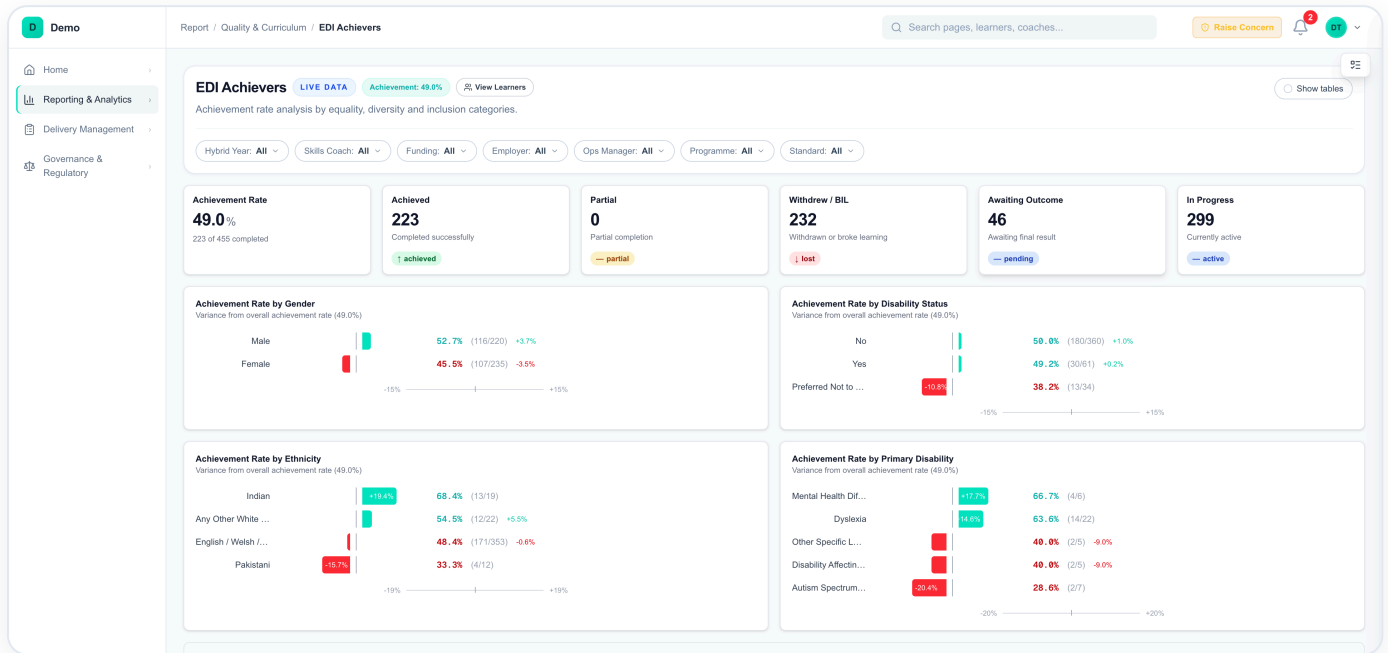 D Demo
Report / Quality & Curriculum / EDI Achievers
Search pages, learners, coaches...
Raise Concern
2
DT
Home
Reporting & Analytics
Delivery Management
Governance &
Regulatory
EDI Achievers LIVE DATA Achievement: 49.0% View Learners
Show tables
Achievement rate analysis by equality, diversity and inclusion categories.
Hybrid Year: All Skills Coach: All Funding: All Employer: All Ops Manager: All Programme: All Standard: All
Achievement Rate
49.0%
223 of 455 completed
Achieved
223
Completed successfully
↑ achieved
Partial
0
Partial completion
— partial
Withdrew / BIL
232
Withdrawn or broke learning
↓ lost
Awaiting Outcome
46
Awaiting final result
— pending
In Progress
299
Currently active
— active
Achievement Rate by Gender
Variance from overall achievement rate (49.0%)
Male 52.7% (116/220) +3.7%
Female 45.5% (107/235) -3.5%
-15% +15%
Achievement Rate by Disability Status
Variance from overall achievement rate (49.0%)
No 50.0% (180/360) +1.0%
Yes 49.2% (30/61) +0.2%
Preferred Not to ... -10.8% 38.2% (13/34)
-15% +15%
Achievement Rate by Ethnicity
Variance from overall achievement rate (49.0%)
Indian +19.4% 68.4% (13/19)
Any Other White ... 54.5% (12/22) +5.5%
English / Welsh /... 48.4% (171/353) -0.6%
Pakistani -15.7% 33.3% (4/12)
-19% +19%
Achievement Rate by Primary Disability
Variance from overall achievement rate (49.0%)
Mental Health Dif... +17.7% 66.7% (4/6)
Dyslexia 14.6% 63.6% (14/22)
Other Specific L... 40.0% (2/5) -9.0%
Disability Affectin... 40.0% (2/5) -9.0%
Autism Spectrum... -20.4% 28.6% (2/7)
-20% +20%